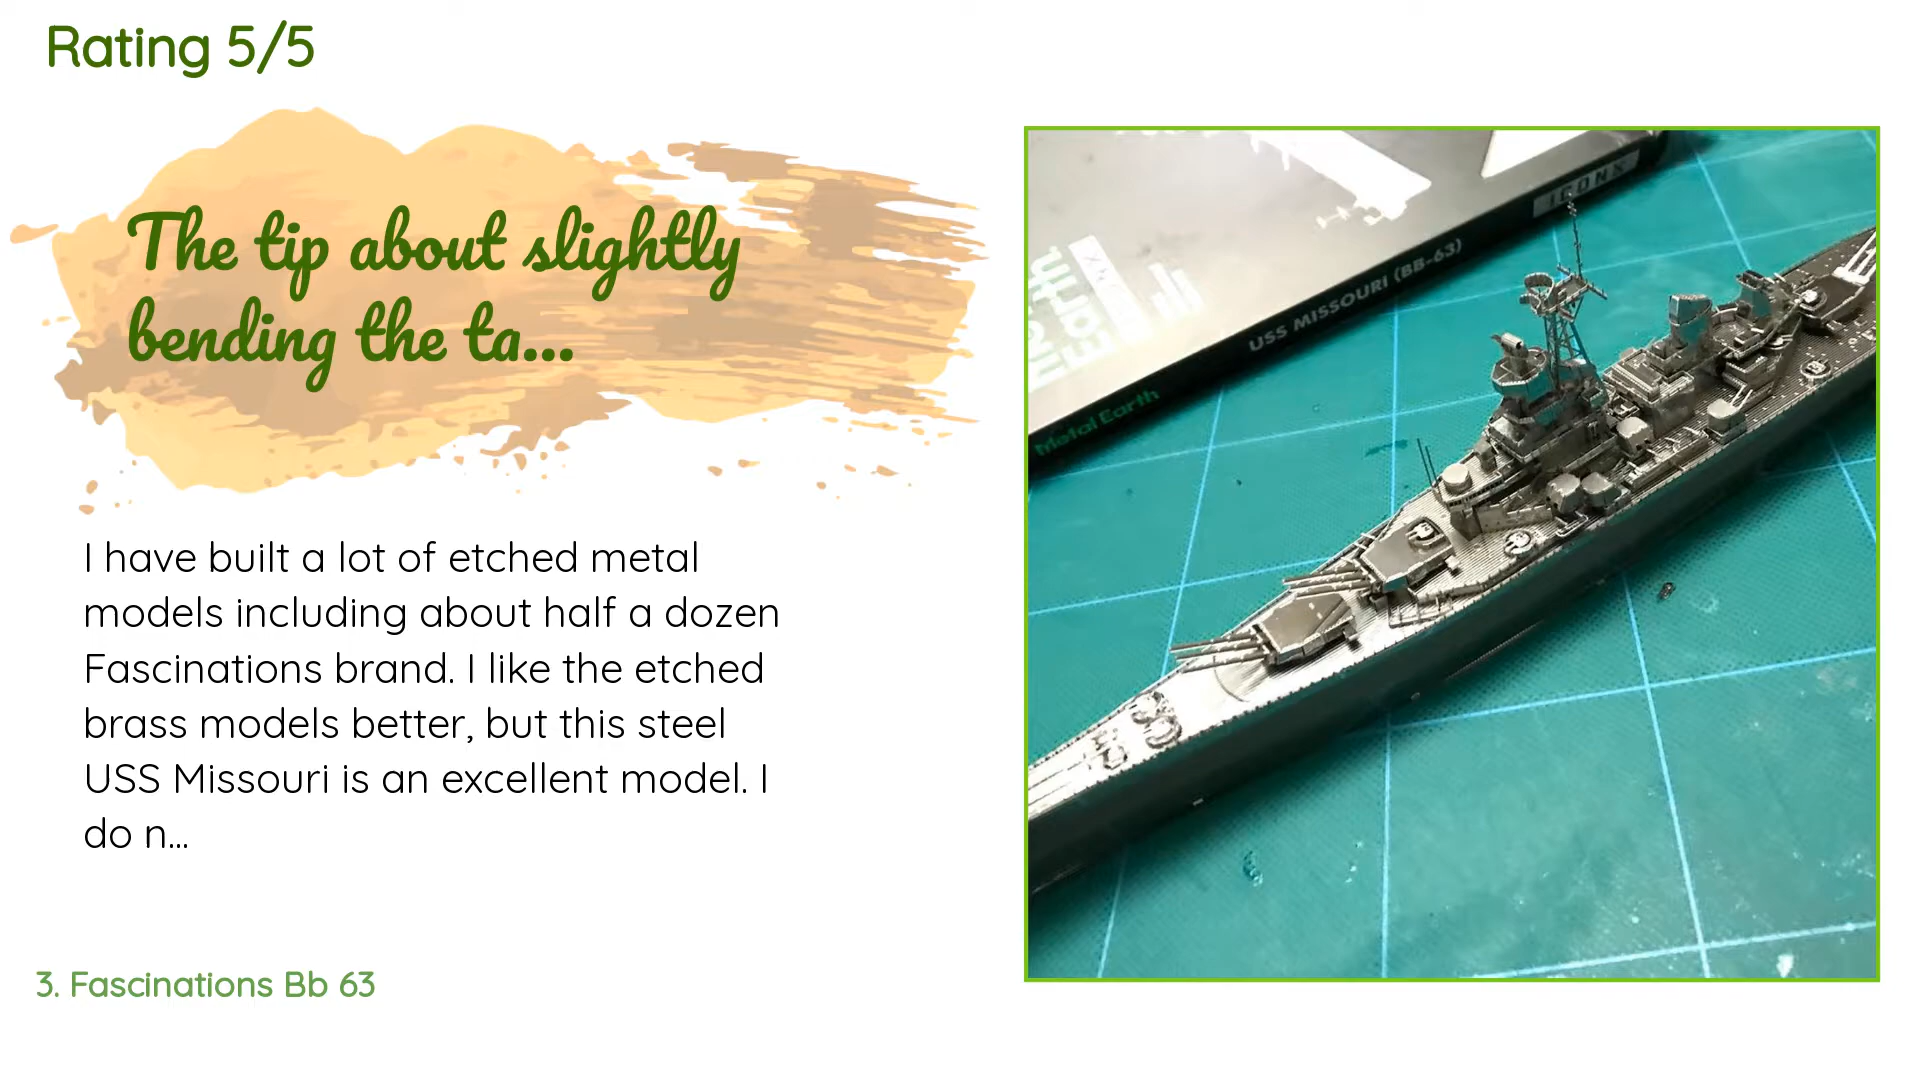 Rating 5/5
The tip about slightly
bending the ta...
I have built a lot of etched metal
models including about half a dozen
Fascinations brand. I like the etched
brass models better, but this steel
USS Missouri is an excellent model. I
do n...
3. Fascinations Bb 63
ICONX
USS MISSOURI (BB-63)
Metal Earth